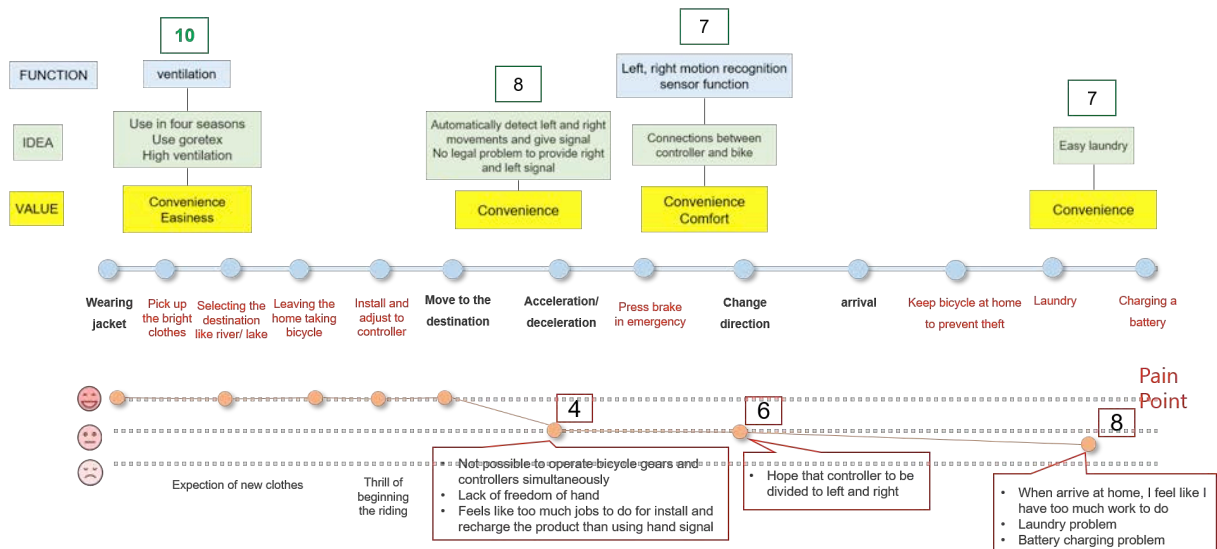 10
7
FUNCTION
ventilation
Left, right motion recognition
sensor function
8
7
IDEA
Use in four seasons
Use goretex
High ventilation
Automatically detect left and right
movements and give signal
No legal problem to provide right
and left signal
Connections between
controller and bike
Easy laundry
VALUE
Convenience
Easiness
Convenience
Convenience
Comfort
Convenience
Wearing
jacket
Pick up
the bright
clothes
Selecting the
destination
like river/ lake
Leaving the
home taking
bicycle
Install and
adjust to
controller
Move to the
destination
Acceleration/
deceleration
Press brake
in emergency
Change
direction
arrival
Keep bicycle at home
to prevent theft
Laundry
Charging a
battery
Pain
Point
4
6
8
Expection of new clothes
Thrill of
beginning
the riding
• Not possible to operate bicycle gears and
controllers simultaneously
• Lack of freedom of hand
• Feels like too much jobs to do for install and
recharge the product than using hand signal
• Hope that controller to be
divided to left and right
• When arrive at home, I feel like I
have too much work to do
• Laundry problem
• Battery charging problem